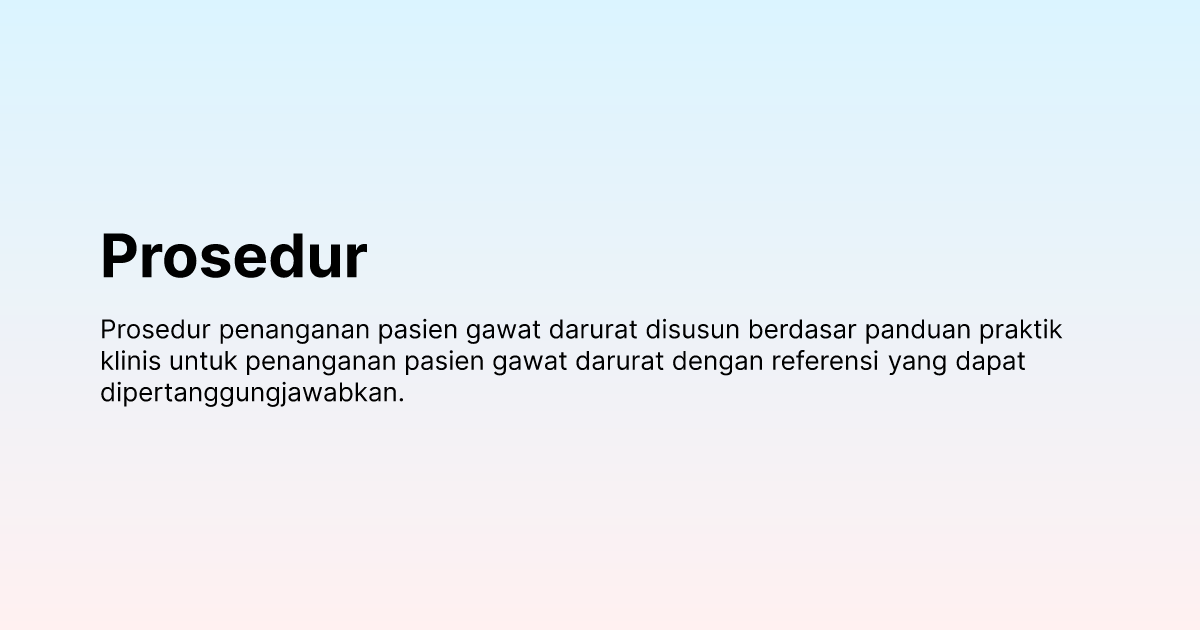 Prosedur
Prosedur penanganan pasien gawat darurat disusun berdasar panduan praktik
klinis untuk penanganan pasien gawat darurat dengan referensi yang dapat
dipertanggungjawabkan.